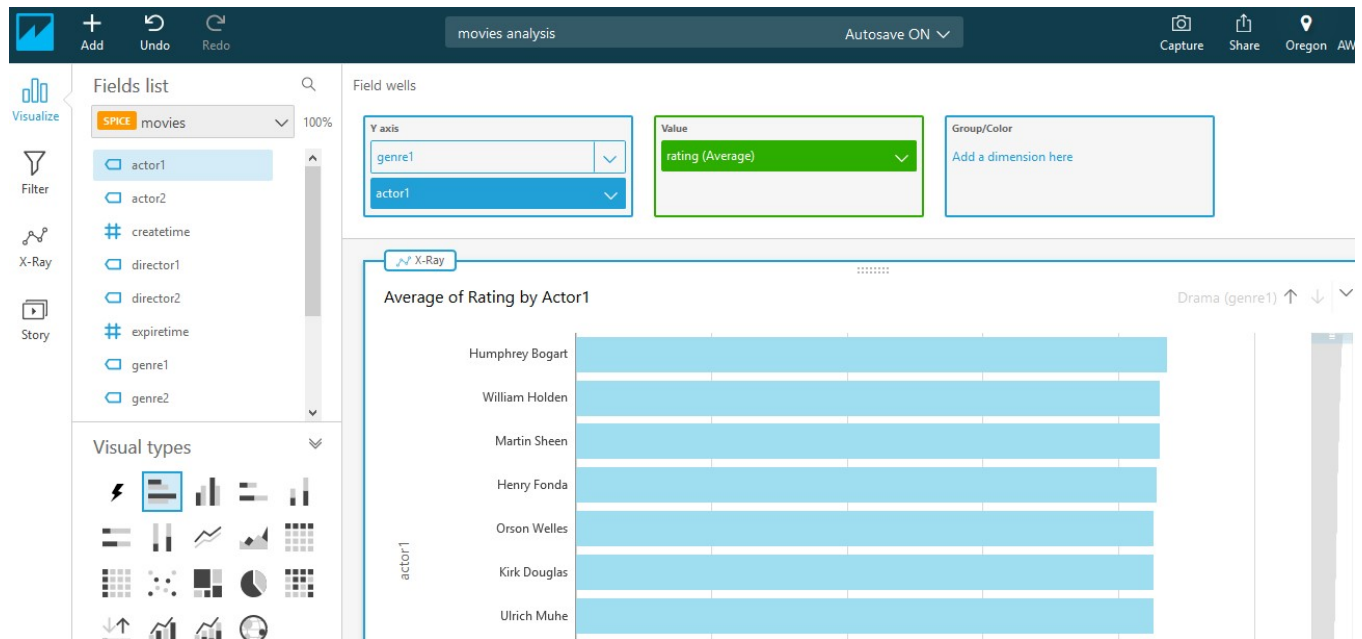 Add
Undo
Redo
movies analysis
Autosave ON
Capture
Share
Oregon
AW
Visualize
Filter
X-Ray
Story
Fields list
SPICE movies
100%
actor1
actor2
createtime
director1
director2
expiretime
genre1
genre2
Visual types
Field wells
Y axis
genre1
actor1
Value
rating (Average)
Group/Color
Add a dimension here
X-Ray
Average of Rating by Actor1
Drama (genre1)
Humphrey Bogart
William Holden
Martin Sheen
Henry Fonda
Orson Welles
Kirk Douglas
Ulrich Muhe
actor1